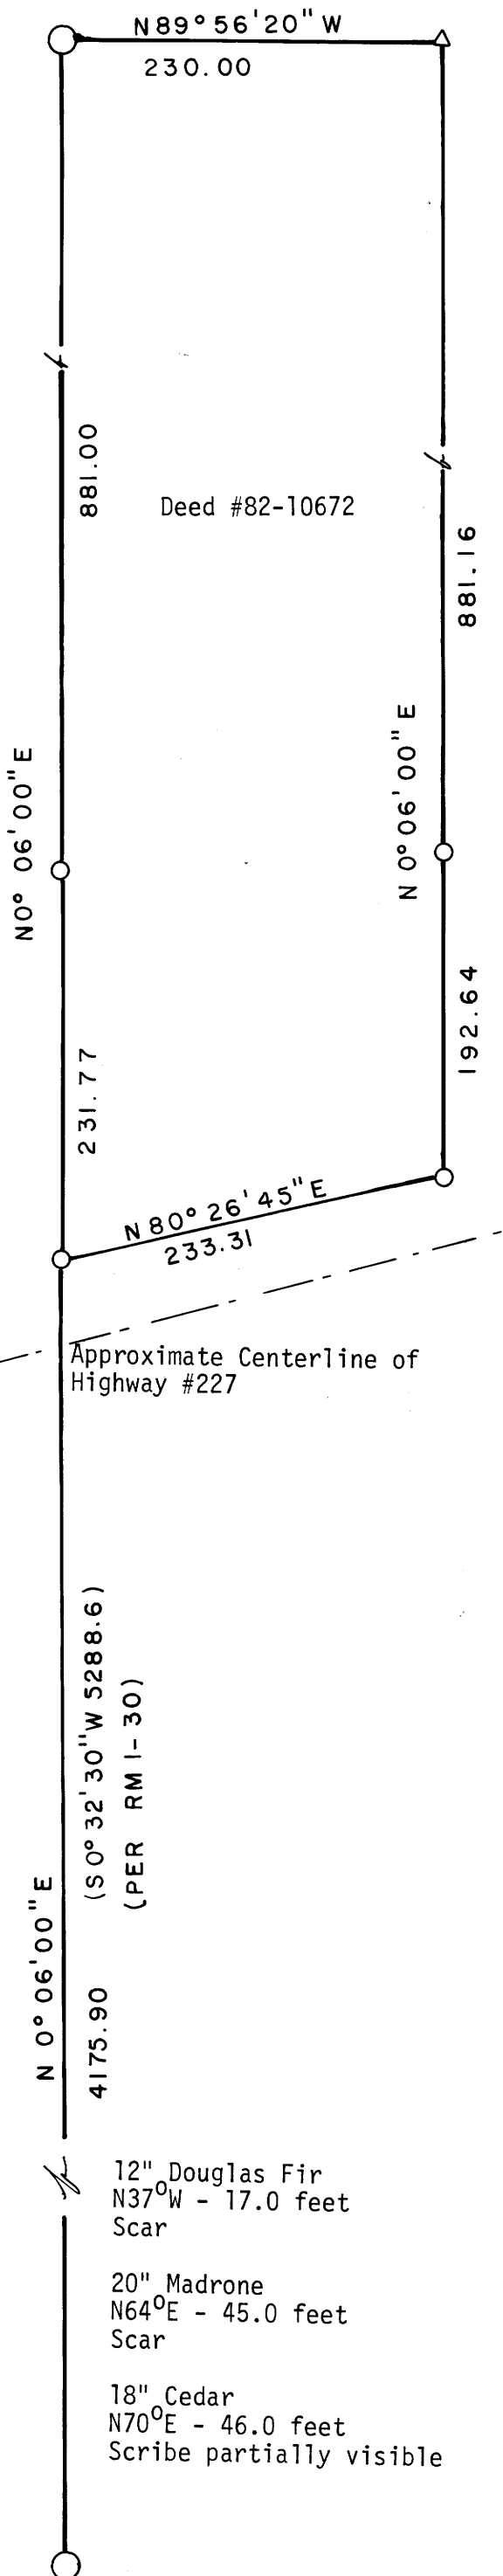 N89°56'20"W
230.00
881.00
Deed #82-10672
881.16
N0° 06'00"E
N 0°06'00"E
192.64
231.77
N80°26'45"E
233.31
Approximate Centerline of
Highway #227
(S0°32'30"W 5288.6)
(PER RM 1-30)
N 0°06'00"E
4175.90
12" Douglas Fir
N37°W - 17.0 feet
Scar
20" Madrone
N64°E - 45.0 feet
Scar
18" Cedar
N70°E - 46.0 feet
Scribe partially visible